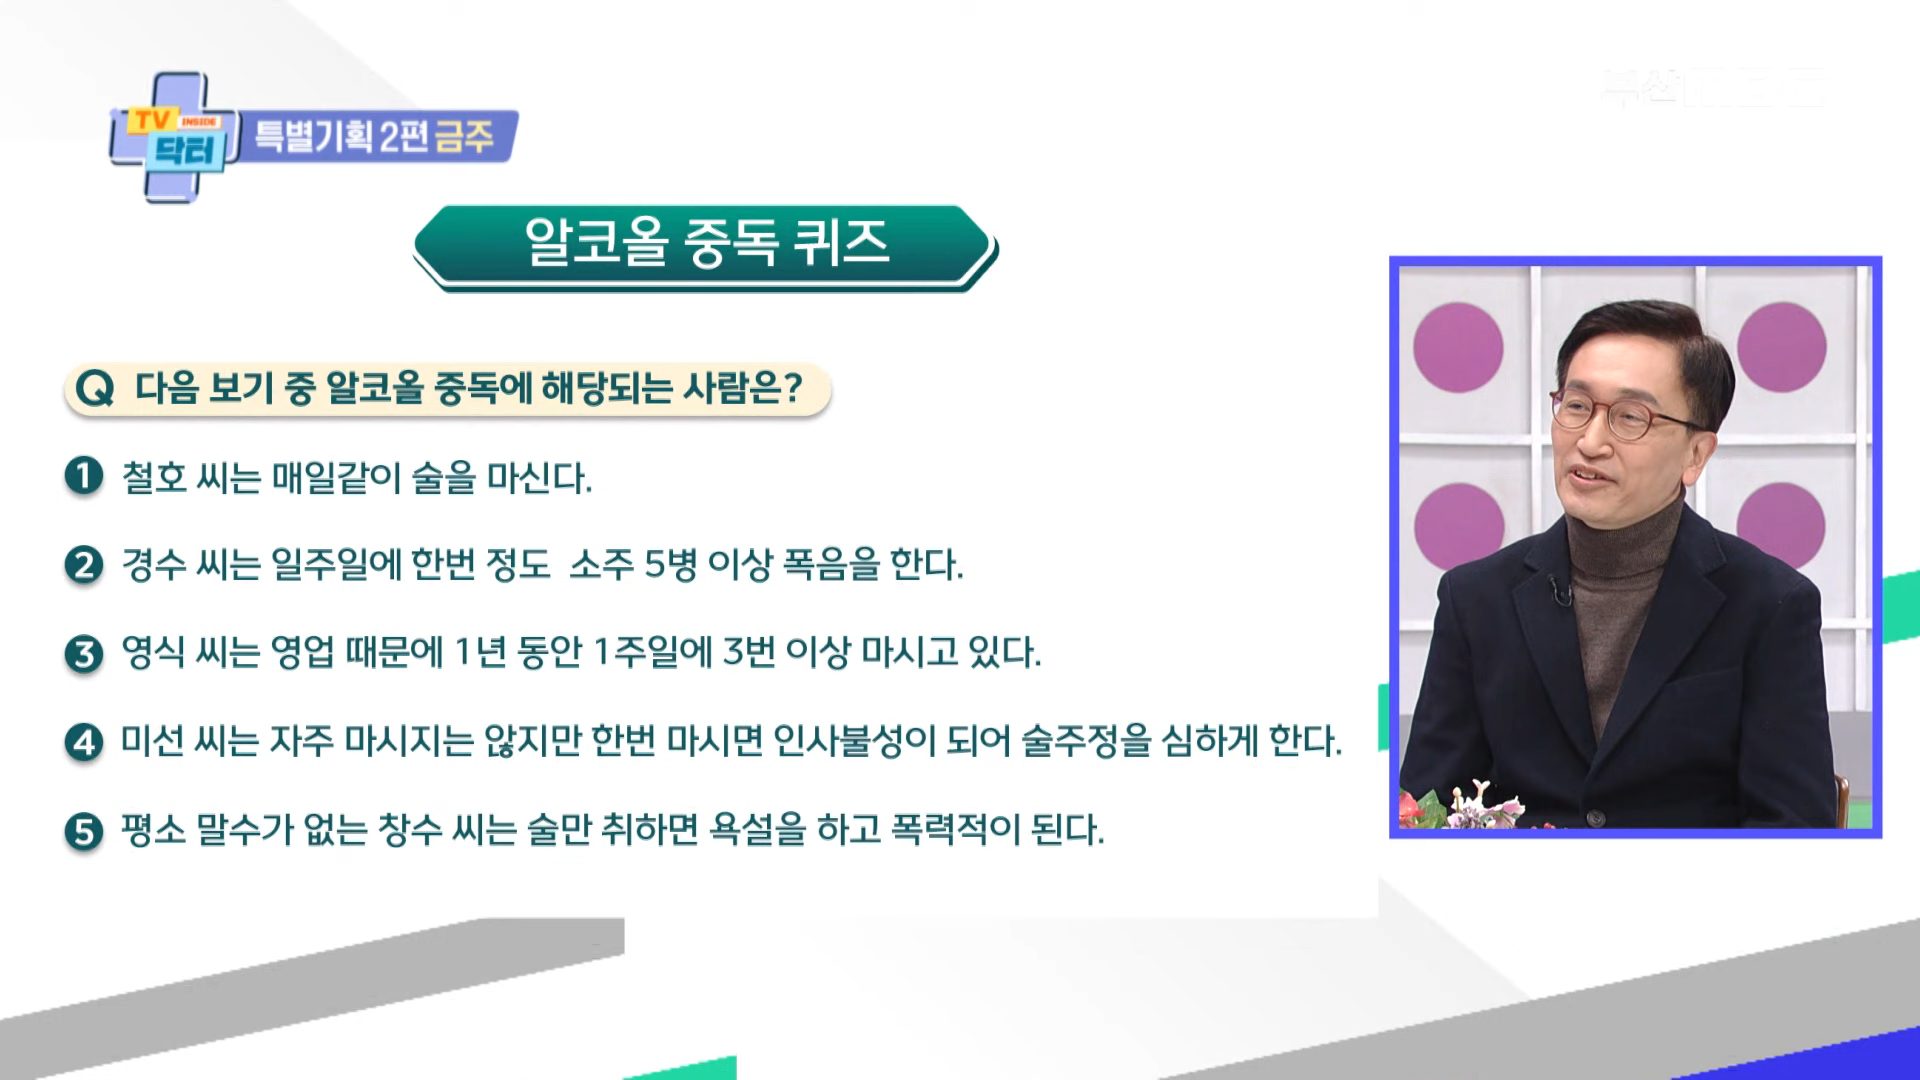 TV INSIDE
닥터
특별기획 2편 금주
부산
알코올 중독 퀴즈
Q 다음 보기 중 알코올 중독에 해당되는 사람은?
1 철호 씨는 매일같이 술을 마신다.
2 경수 씨는 일주일에 한번 정도 소주 5병 이상 폭음을 한다.
3 영식 씨는 영업 때문에 1년 동안 1주일에 3번 이상 마시고 있다.
4 미선 씨는 자주 마시지는 않지만 한번 마시면 인사불성이 되어 술주정을 심하게 한다.
5 평소 말수가 없는 창수 씨는 술만 취하면 욕설을 하고 폭력적이 된다.